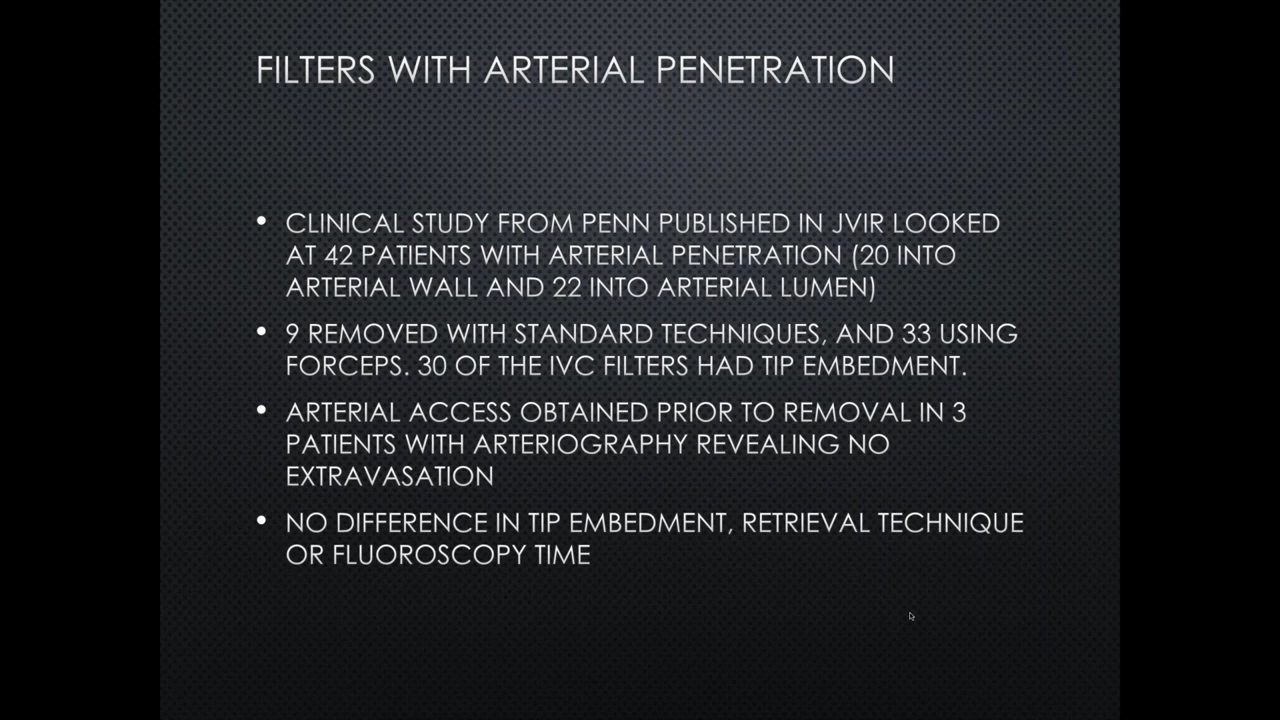 FILTERS WITH ARTERIAL PENETRATION
• CLINICAL STUDY FROM PENN PUBLISHED IN JVIR LOOKED
AT 42 PATIENTS WITH ARTERIAL PENETRATION (20 INTO
ARTERIAL WALL AND 22 INTO ARTERIAL LUMEN)
• 9 REMOVED WITH STANDARD TECHNIQUES, AND 33 USING
FORCEPS. 30 OF THE IVC FILTERS HAD TIP EMBEDMENT.
• ARTERIAL ACCESS OBTAINED PRIOR TO REMOVAL IN 3
PATIENTS WITH ARTERIOGRAPHY REVEALING NO
EXTRAVASATION
• NO DIFFERENCE IN TIP EMBEDMENT, RETRIEVAL TECHNIQUE
OR FLUOROSCOPY TIME